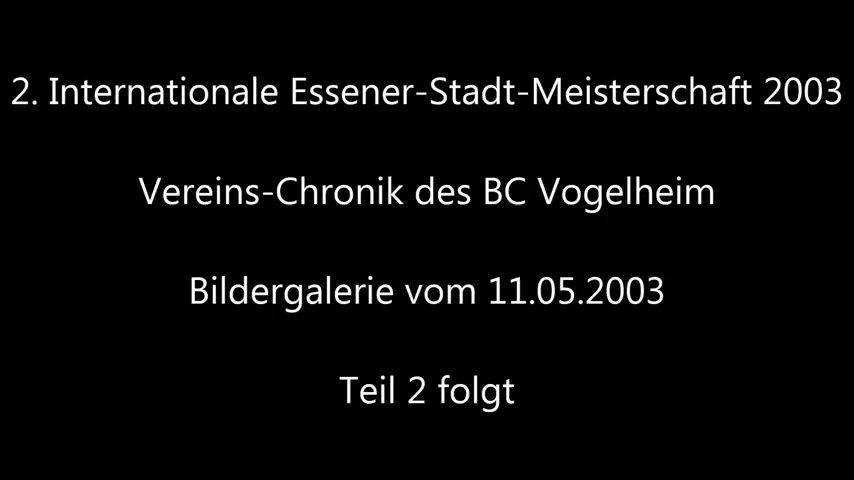 2. Internationale Essener-Stadt-Meisterschaft 2003
Vereins-Chronik des BC Vogelheim
Bildergalerie vom 11.05.2003
Teil 2 folgt